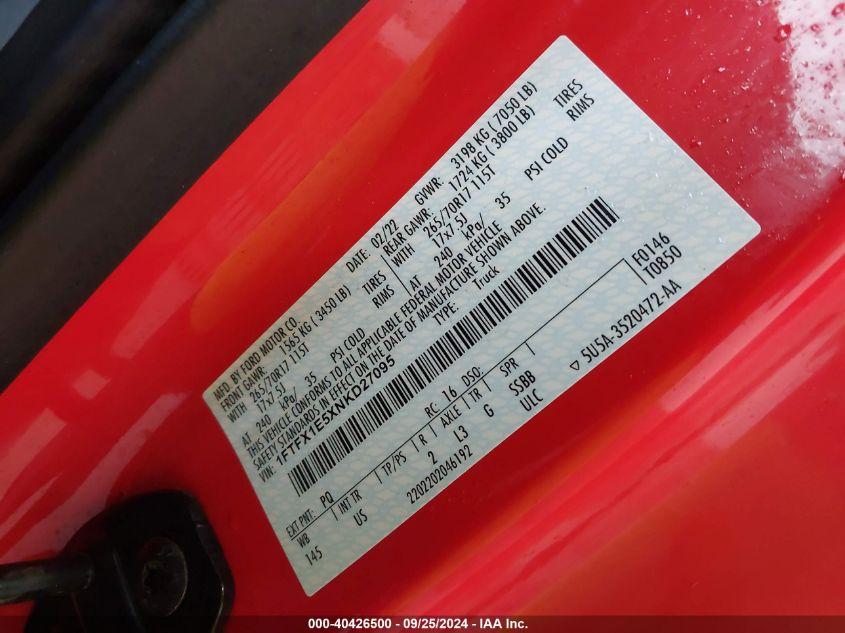 MFD. BY FORD MOTOR CO. DATE: 02/22 GVWR: 3198 KG ( 7050 LB)
FRONT GAWR: 1565 KG ( 3450 LB) REAR GAWR: 1724 KG ( 3800 LB)
WITH 265/70R17 115T TIRES WITH 265/70R17 115T TIRES
17x7.5J RIMS 17x7.5J RIMS
AT 240 kPa/ 35 PSI COLD AT 240 kPa/ 35 PSI COLD
THIS VEHICLE CONFORMS TO ALL APPLICABLE FEDERAL MOTOR VEHICLE
SAFETY STANDARDS IN EFFECT ON THE DATE OF MANUFACTURE SHOWN ABOVE.
VIN: 1FTFX1E5XNKD27095 TYPE: Truck
EXT PNT: PQ RC: 16 DSO: F0146
WB INT TR TP/PS R AXLE TR SPR T0850
145 US 2 L3 G SSBB
2202202046192 ULC ▽ 5U5A-3520472-AA
000-40426500 - 09/25/2024 - IAA Inc.